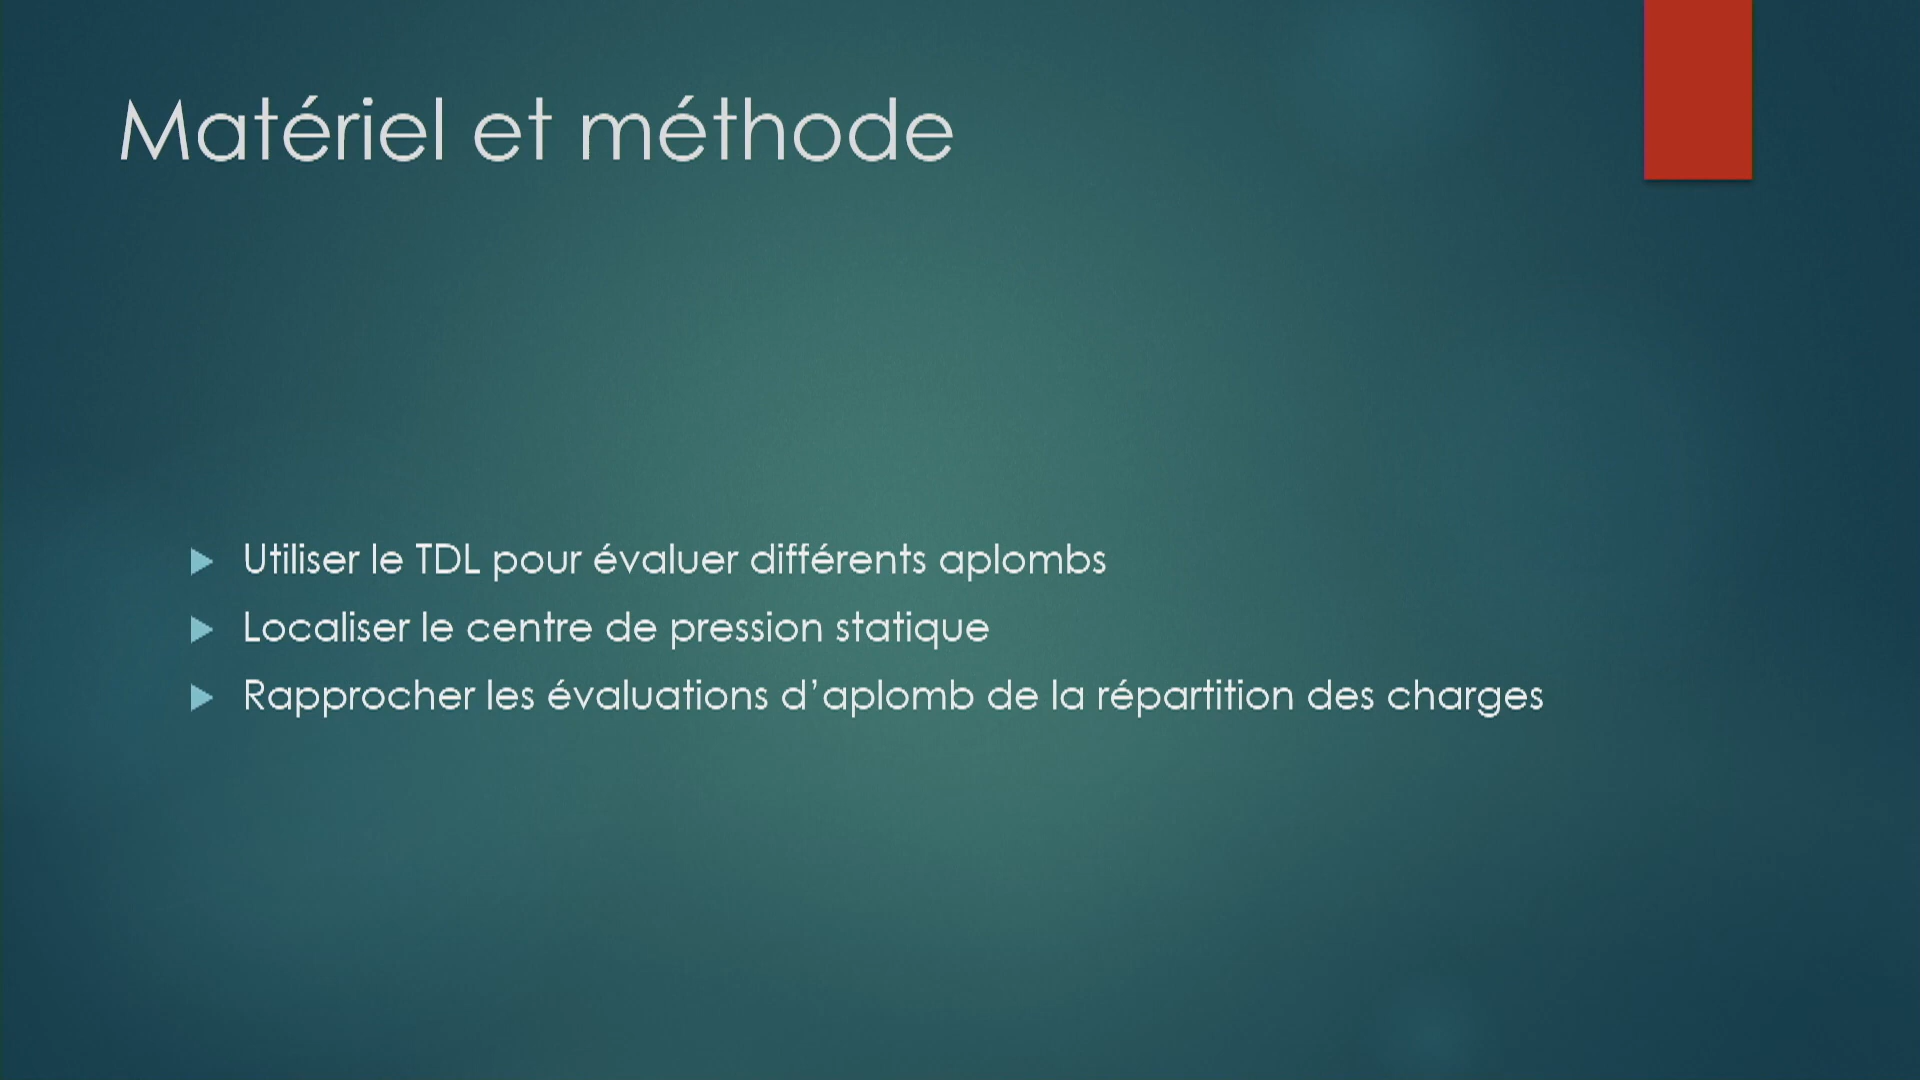 Matériel et méthode
Utiliser le TDL pour évaluer différents aplombs
Localiser le centre de pression statique
Rapprocher les évaluations d’aplomb de la répartition des charges